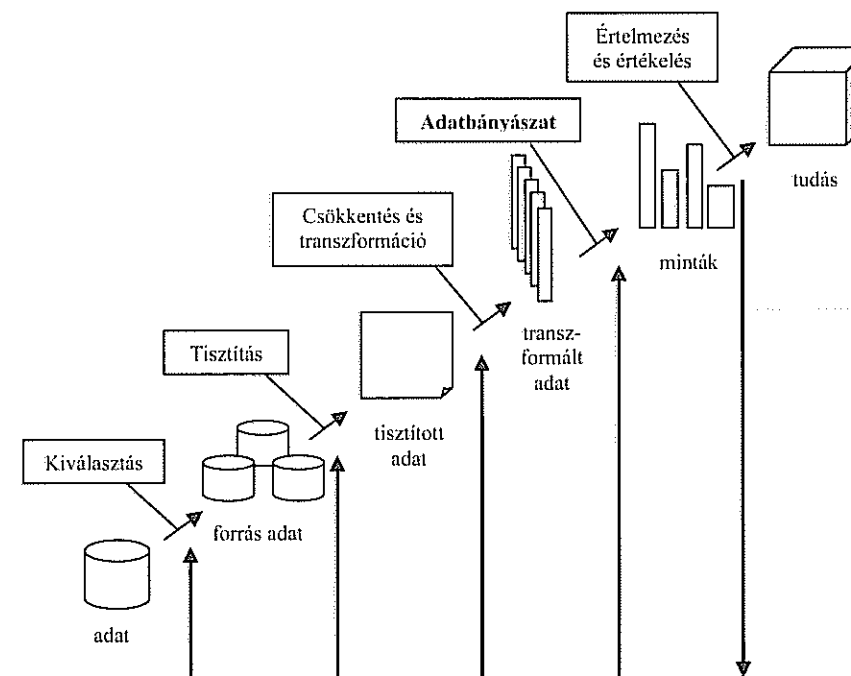 Értelmezés
és értékelés
Adatbányászat
tudás
Csökkentés és
transzformáció
minták
Tisztítás
transz-
formált
adat
tisztított
adat
Kiválasztás
forrás adat
adat